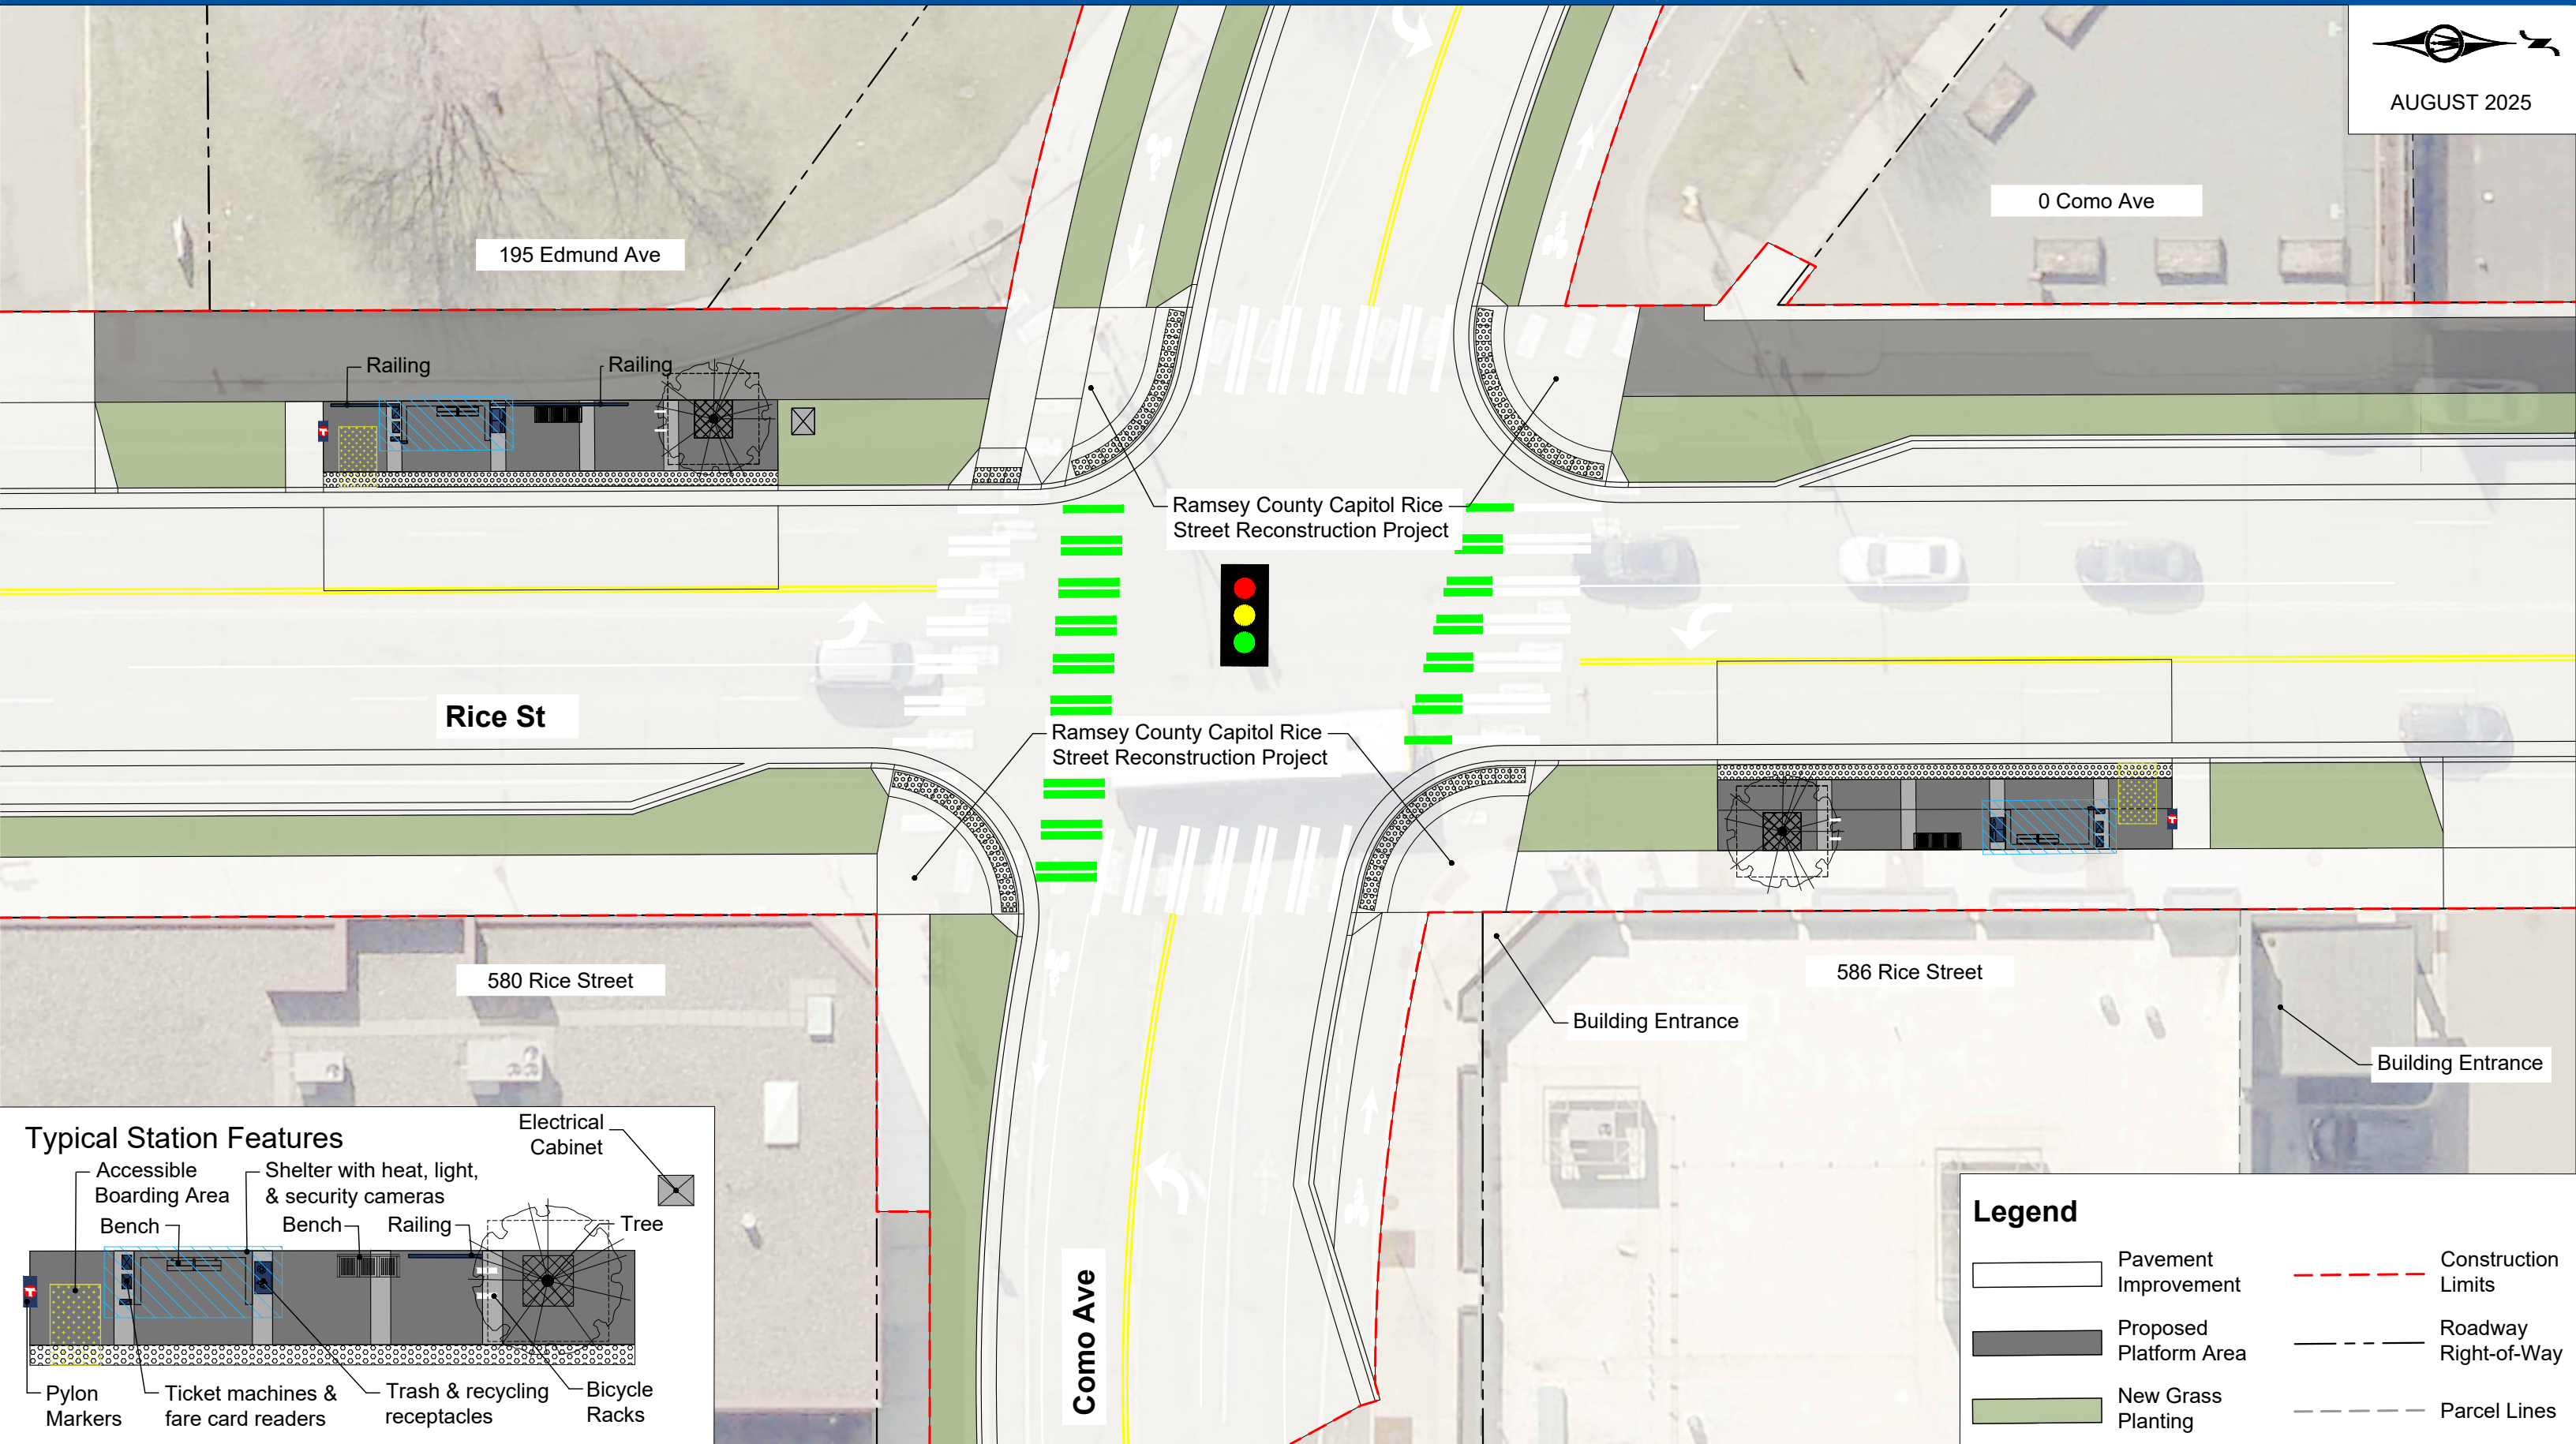 AUGUST 2025
0 Como Ave
195 Edmund Ave
Railing
Railing
Ramsey County Capitol Rice
Street Reconstruction Project
Rice St
Ramsey County Capitol Rice
Street Reconstruction Project
580 Rice Street
586 Rice Street
Building Entrance
Building Entrance
Como Ave
Typical Station Features
Electrical
Cabinet
Accessible
Boarding Area
Shelter with heat, light,
& security cameras
Bench
Bench
Railing
Tree
Pylon
Markers
Ticket machines &
fare card readers
Trash & recycling
receptacles
Bicycle
Racks
Legend
Pavement
Improvement
Construction
Limits
Proposed
Platform Area
Roadway
Right-of-Way
New Grass
Planting
Parcel Lines